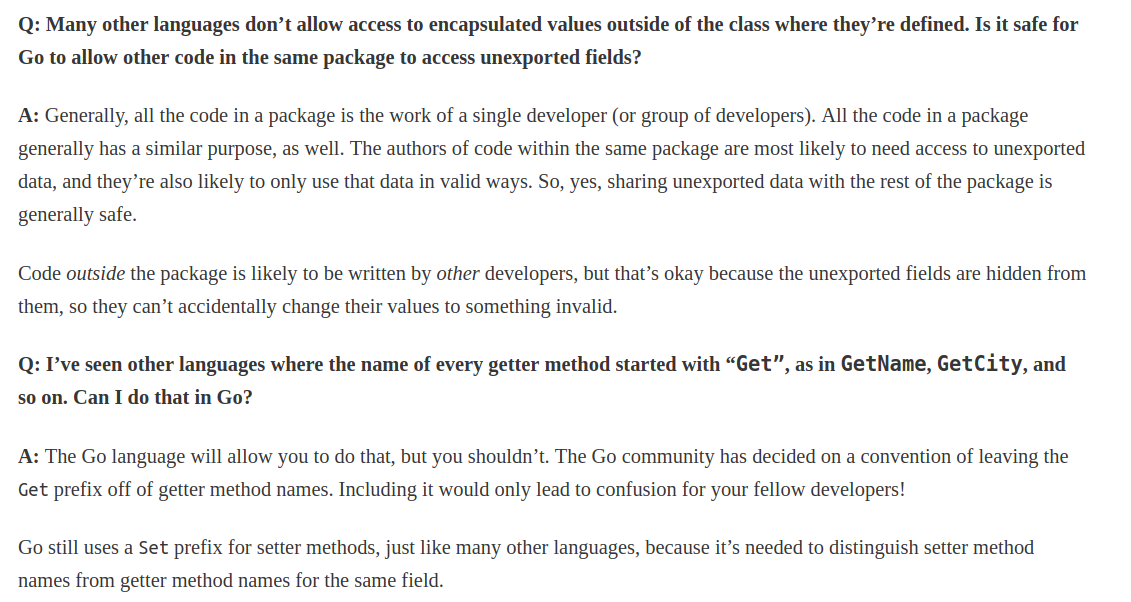 Q: Many other languages don’t allow access to encapsulated values outside of the class where they’re defined. Is it safe for
Go to allow other code in the same package to access unexported fields?
A: Generally, all the code in a package is the work of a single developer (or group of developers). All the code in a package
generally has a similar purpose, as well. The authors of code within the same package are most likely to need access to unexported
data, and they’re also likely to only use that data in valid ways. So, yes, sharing unexported data with the rest of the package is
generally safe.
Code outside the package is likely to be written by other developers, but that’s okay because the unexported fields are hidden from
them, so they can’t accidentally change their values to something invalid.
Q: I’ve seen other languages where the name of every getter method started with “Get”, as in GetName, GetCity, and
so on. Can I do that in Go?
A: The Go language will allow you to do that, but you shouldn’t. The Go community has decided on a convention of leaving the
Get prefix off of getter method names. Including it would only lead to confusion for your fellow developers!
Go still uses a Set prefix for setter methods, just like many other languages, because it’s needed to distinguish setter method
names from getter method names for the same field.